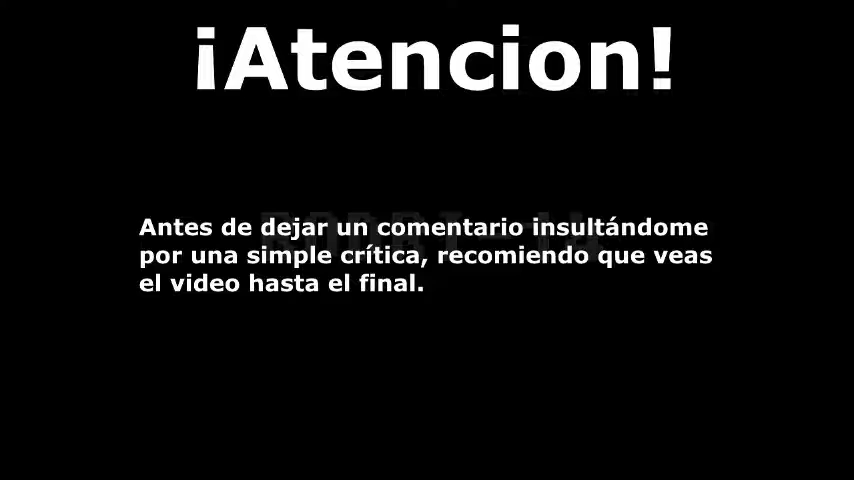 ¡Atencion!
Antes de dejar un comentario insultándome
por una simple crítica, recomiendo que veas
el video hasta el final.